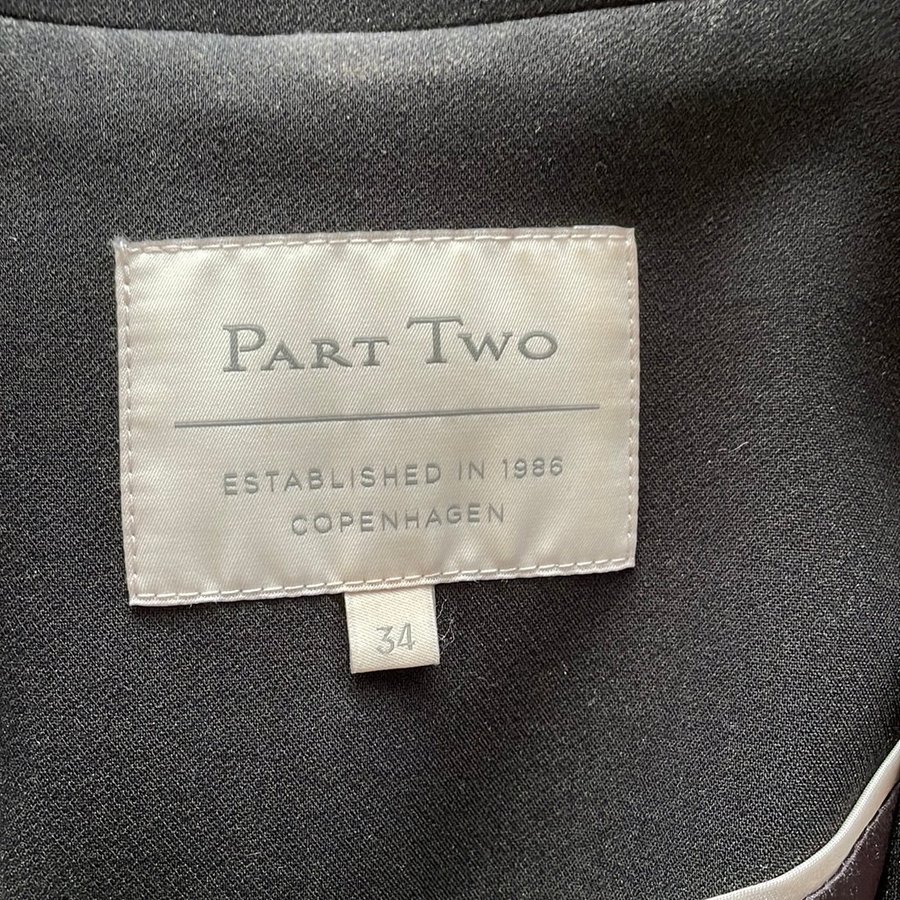 PART TWO
ESTABLISHED IN 1986
COPENHAGEN
34